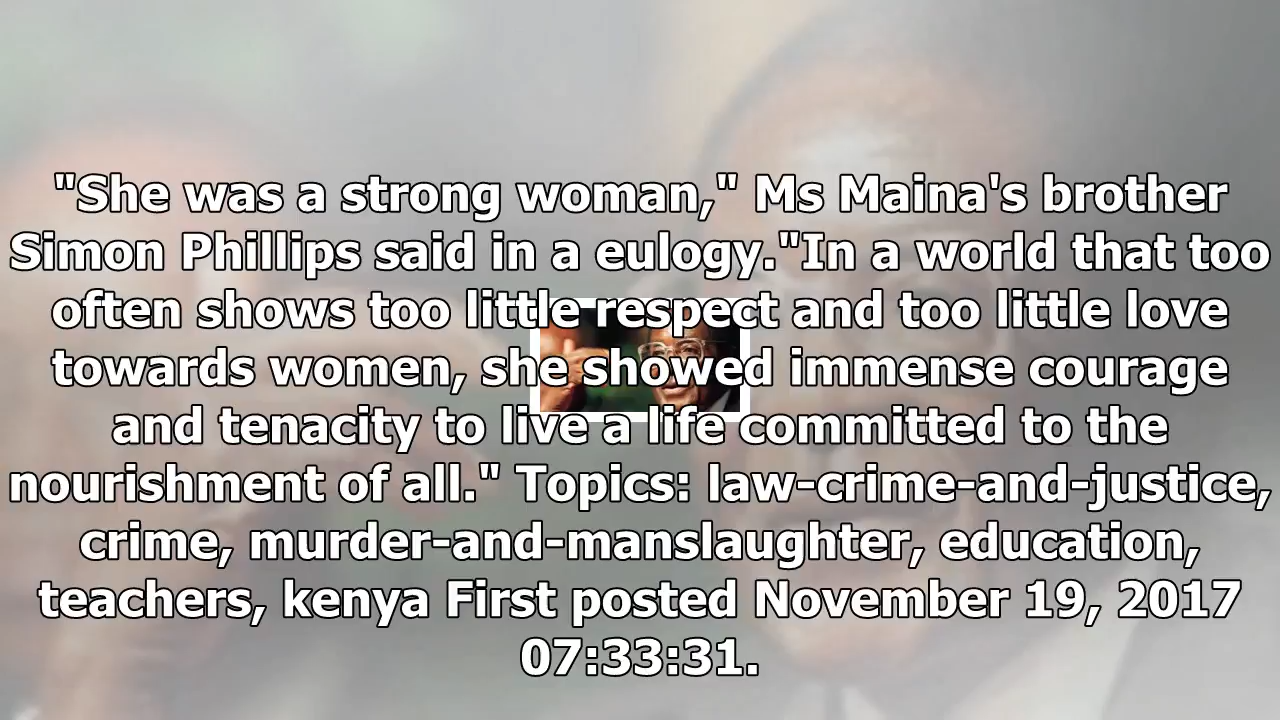 "She was a strong woman," Ms Maina's brother
Simon Phillips said in a eulogy."In a world that too
often shows too little respect and too little love
towards women, she showed immense courage
and tenacity to live a life committed to the
nourishment of all." Topics: law-crime-and-justice,
crime, murder-and-manslaughter, education,
teachers, kenya First posted November 19, 2017
07:33:31.